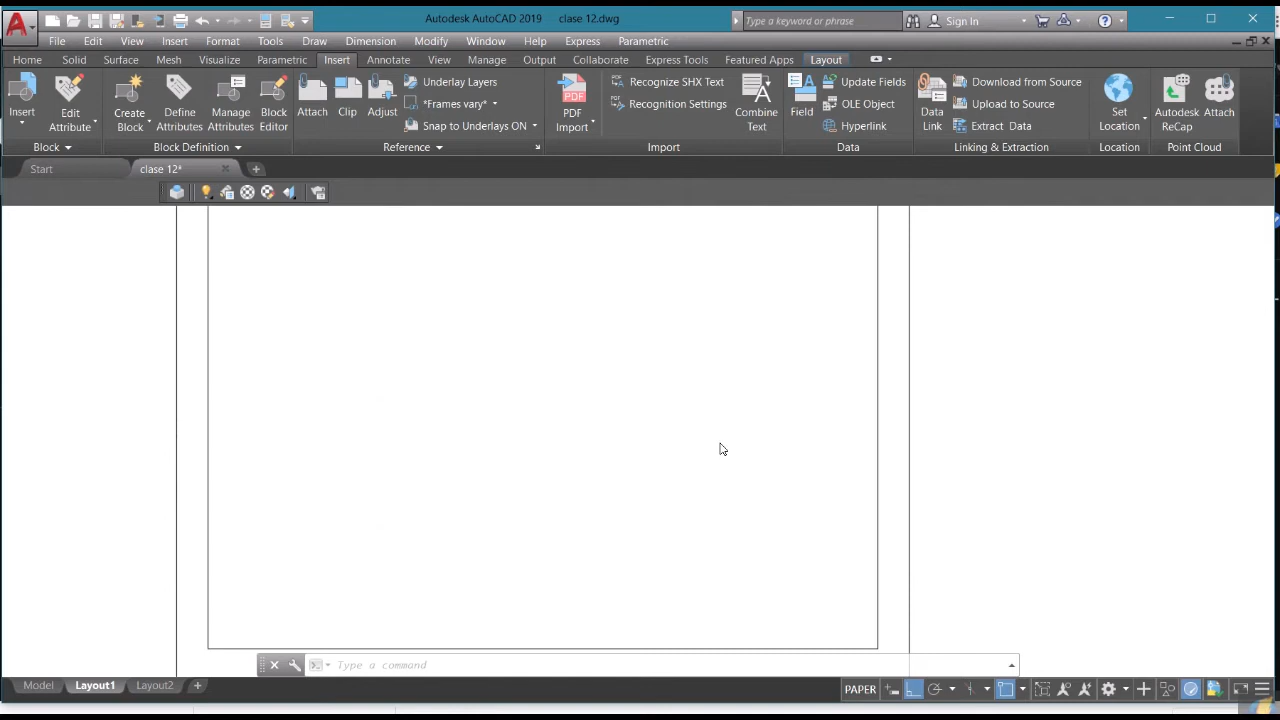 Autodesk AutoCAD 2019 clase 12.dwg
Type a keyword or phrase
Sign In
File Edit View Insert Format Tools Draw Dimension Modify Window Help Express Parametric
Home Solid Surface Mesh Visualize Parametric Insert Annotate View Manage Output Collaborate Express Tools Featured Apps Layout
Insert
Edit
Attribute
Block
Create
Block
Define
Attributes
Manage
Attributes
Block
Editor
Block Definition
Attach
Clip
Adjust
Underlay Layers
*Frames vary*
Snap to Underlays ON
Reference
PDF
Import
Recognize SHX Text
Recognition Settings
Combine
Text
Import
Field
Update Fields
OLE Object
Hyperlink
Data
Data
Link
Download from Source
Upload to Source
Extract Data
Linking & Extraction
Set
Location
Location
Autodesk
ReCap
Attach
Point Cloud
Start
clase 12*
Type a command
Model Layout1 Layout2
PAPER